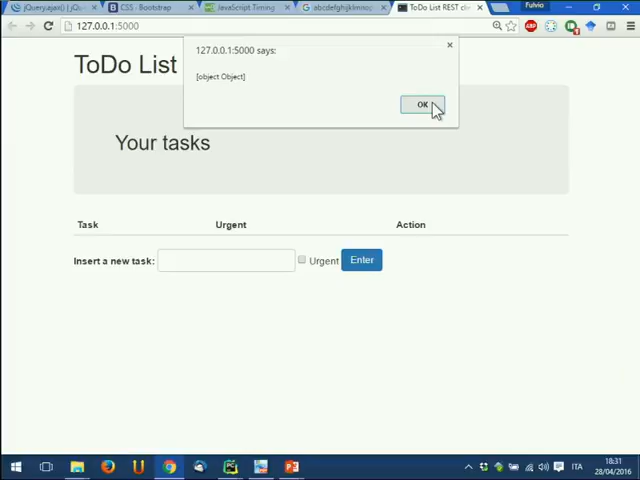 jQuery.ajax() | jQu
CSS · Bootstrap
JavaScript Timing
abcdefghijklmnop
ToDo List REST clie
Fulvio
127.0.0.1:5000
ToDo List
127.0.0.1:5000 says:
[object Object]
OK
Your tasks
Task Urgent Action
Insert a new task: Urgent Enter
ITA
18:31
28/04/2016